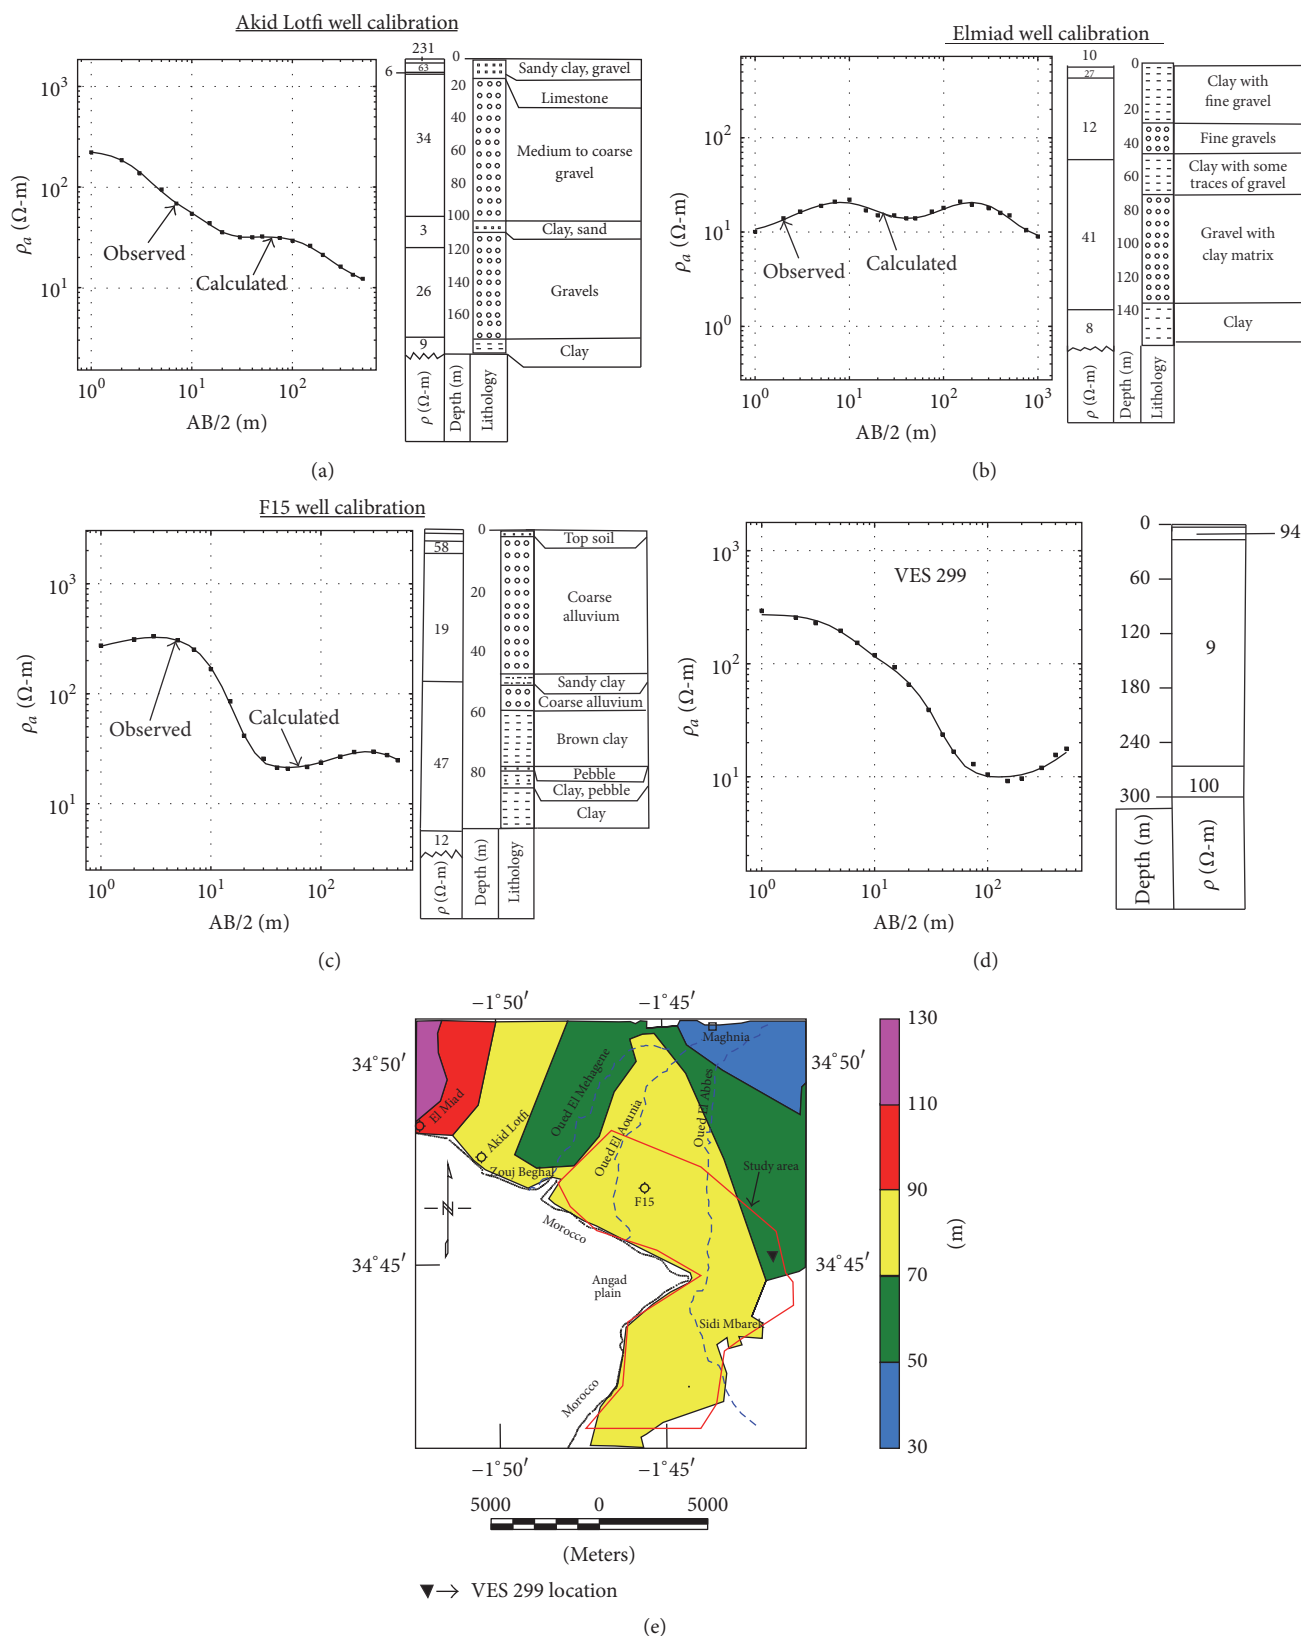 Akid Lotfi well calibration
ρa (Ω-m)
10³
10²
10¹
10⁰ 10¹ 10²
AB/2 (m)
Observed
Calculated
231
63
6
34
3
26
9
ρ (Ω-m)
0
20
40
60
80
100
120
140
160
Depth (m)
Lithology
Sandy clay, gravel
Limestone
Medium to coarse
gravel
Clay, sand
Gravels
Clay
(a)
Elmiad well calibration
ρa (Ω-m)
10²
10¹
10⁰
10⁰ 10¹ 10² 10³
AB/2 (m)
Observed
Calculated
10
27
12
41
8
ρ (Ω-m)
0
20
40
60
80
100
120
140
Depth (m)
Lithology
Clay with
fine gravel
Fine gravels
Clay with some
traces of gravel
Gravel with
clay matrix
Clay
(b)
F15 well calibration
ρa (Ω-m)
10³
10²
10¹
10⁰ 10¹ 10²
AB/2 (m)
Observed
Calculated
58
19
47
12
ρ (Ω-m)
0
20
40
60
80
Depth (m)
Lithology
Top soil
Coarse
alluvium
Sandy clay
Coarse alluvium
Brown clay
Pebble
Clay, pebble
Clay
(c)
VES 299
ρa (Ω-m)
10³
10²
10¹
10⁰ 10¹ 10²
AB/2 (m)
0
60
120
180
240
300
Depth (m)
94
9
100
ρ (Ω-m)
(d)
−1°50′ −1°45′
34°50′ 34°50′
34°45′ 34°45′
−1°50′ −1°45′
Maghnia
El Miad
Akid Lotfi
Oued El Mehagene
Oued El Aounia
Oued El Abbes
Zouj Beghal
Study area
F15
N
Morocco
Angad
plain
Sidi Mbarek
Morocco
130
110
90
70
50
30
(m)
5000 0 5000
(Meters)
VES 299 location
(e)